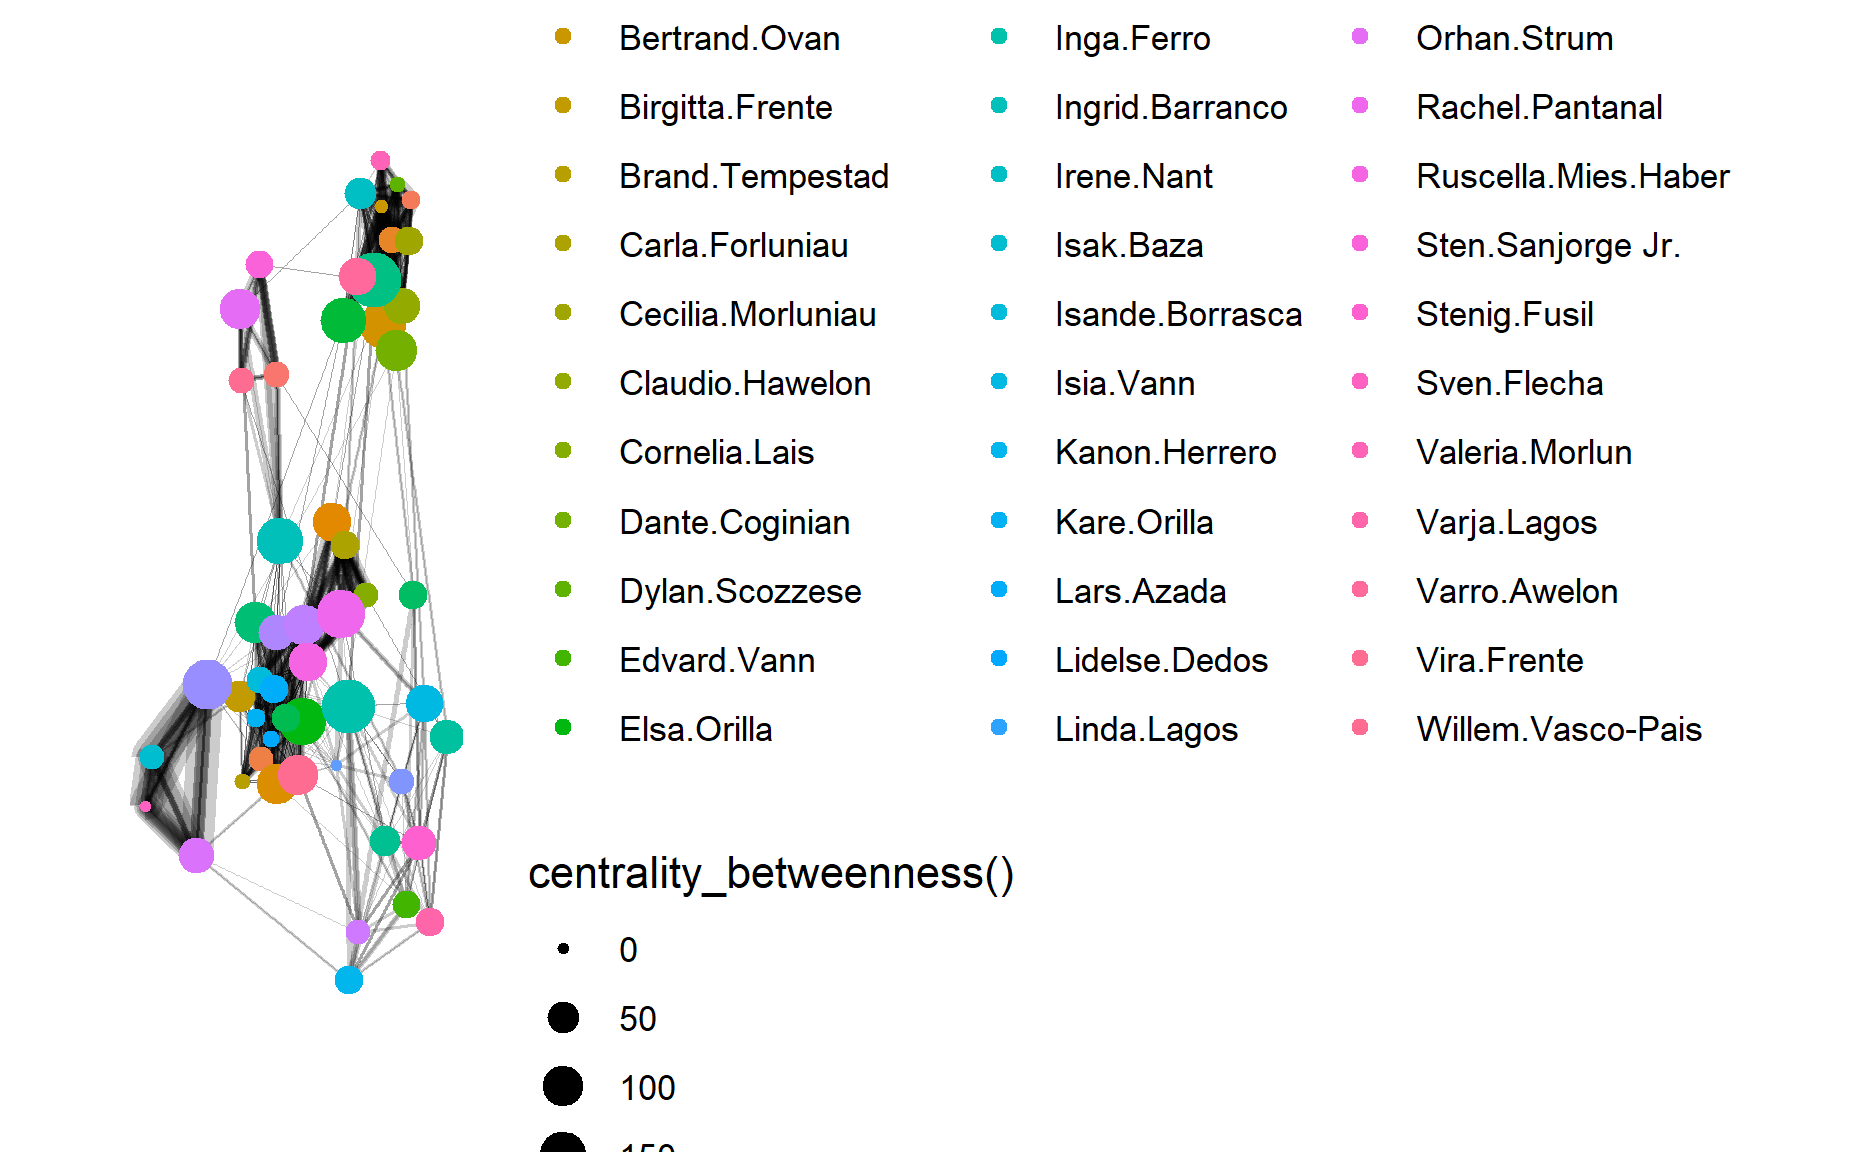 Bertrand.Ovan
Birgitta.Frente
Brand.Tempestad
Carla.Forluniau
Cecilia.Morluniau
Claudio.Hawelon
Cornelia.Lais
Dante.Coginian
Dylan.Scozzese
Edvard.Vann
Elsa.Orilla
Inga.Ferro
Ingrid.Barranco
Irene.Nant
Isak.Baza
Isande.Borrasca
Isia.Vann
Kanon.Herrero
Kare.Orilla
Lars.Azada
Lidelse.Dedos
Linda.Lagos
Orhan.Strum
Rachel.Pantanal
Ruscella.Mies.Haber
Sten.Sanjorge Jr.
Stenig.Fusil
Sven.Flecha
Valeria.Morlun
Varja.Lagos
Varro.Awelon
Vira.Frente
Willem.Vasco-Pais
centrality_betweenness()
0
50
100
150